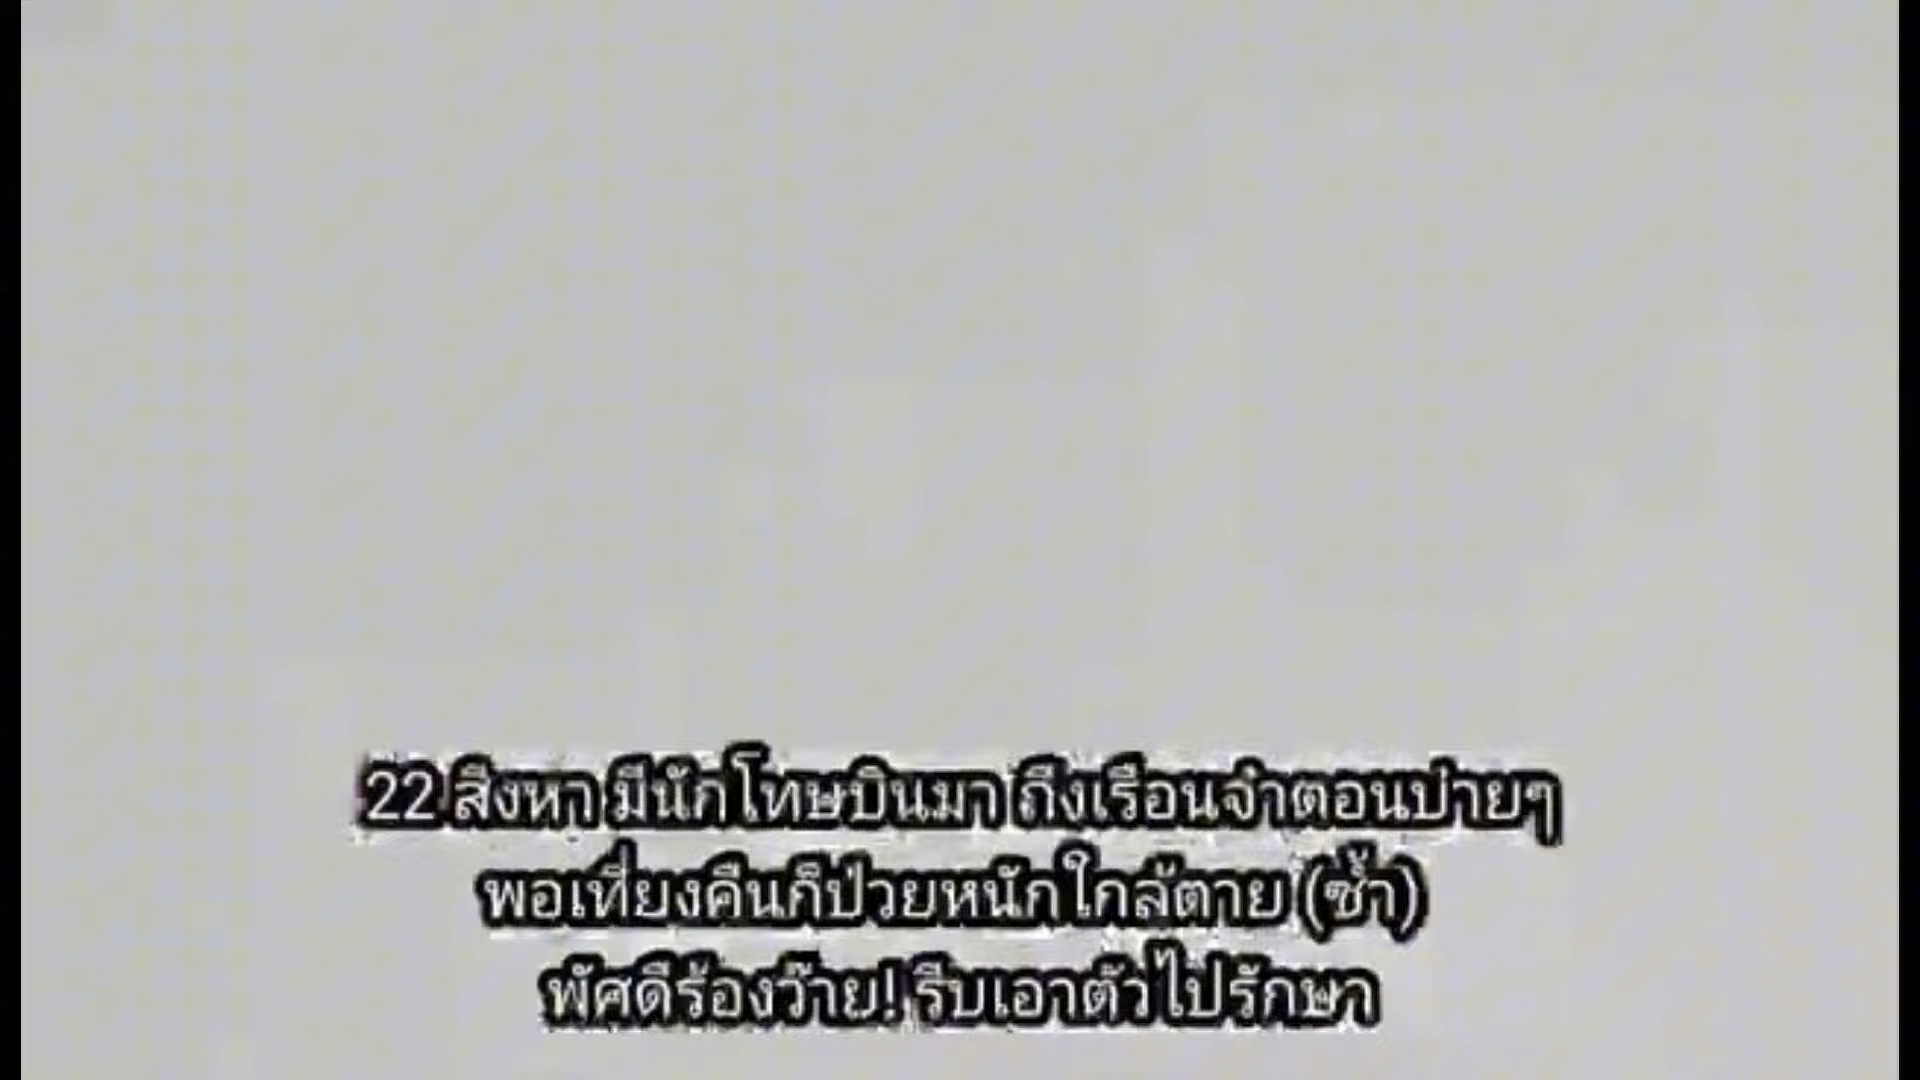 22 สิงหา มีนักโทษบินมา ถึงเรือนจำตอนบ่ายๆ
พอเที่ยงคืนก็ป่วยหนักใกล้ตาย (ซ้ำ)
พัศดีร้องว๊าย! รีบเอาตัวไปรักษา